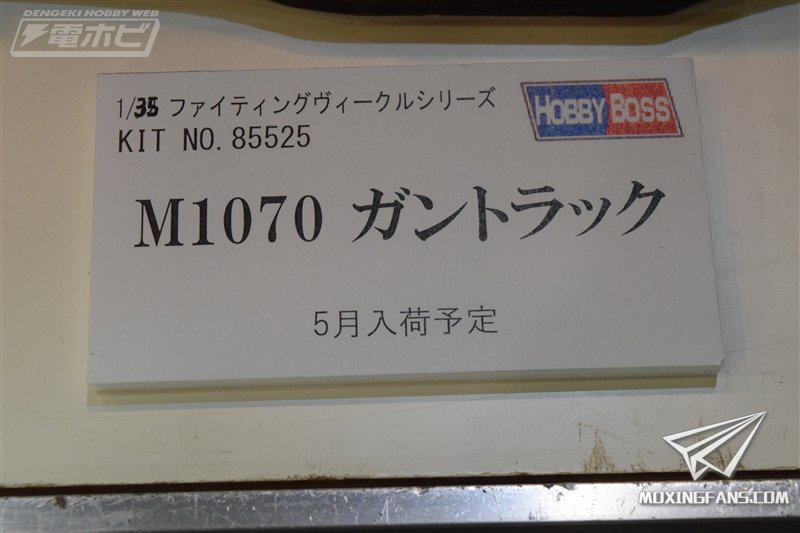 DENGEKI HOBBY WEB
電ホビ
1/35 ファイティングヴィークルシリーズ
HOBBY BOSS
KIT NO. 85525
M1070 ガントラック
5月入荷予定
MOXINGFANS.COM